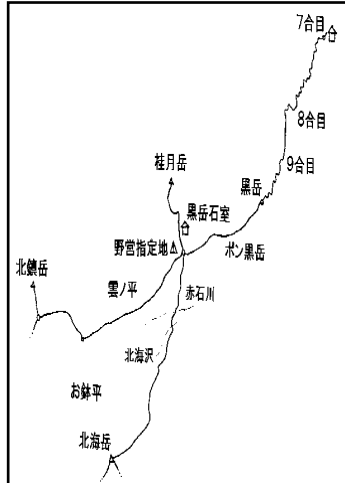 7合目
8合目
9合目
桂月岳
黒岳
黒岳石室
野営指定地
ポン黒岳
北鎮岳
雲ノ平
赤石川
北海沢
お鉢平
北海岳